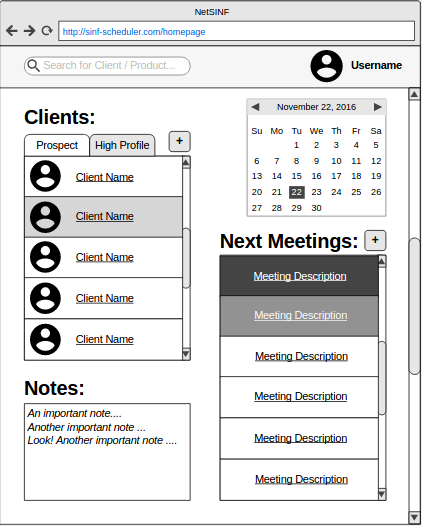 NetSINF
http://sinf-scheduler.com/homepage
Search for Client / Product...
Username
Clients:
Prospect
High Profile
+
Client Name
Client Name
Client Name
Client Name
Client Name
Notes:
An important note....
Another important note ...
Look! Another important note ....
November 22, 2016
Su Mo Tu We Th Fr Sa
1 2 3 4 5
6 7 8 9 10 11 12
13 14 15 16 17 18 19
20 21 22 23 24 25 26
27 28 29 30
Next Meetings:
+
Meeting Description
Meeting Description
Meeting Description
Meeting Description
Meeting Description
Meeting Description